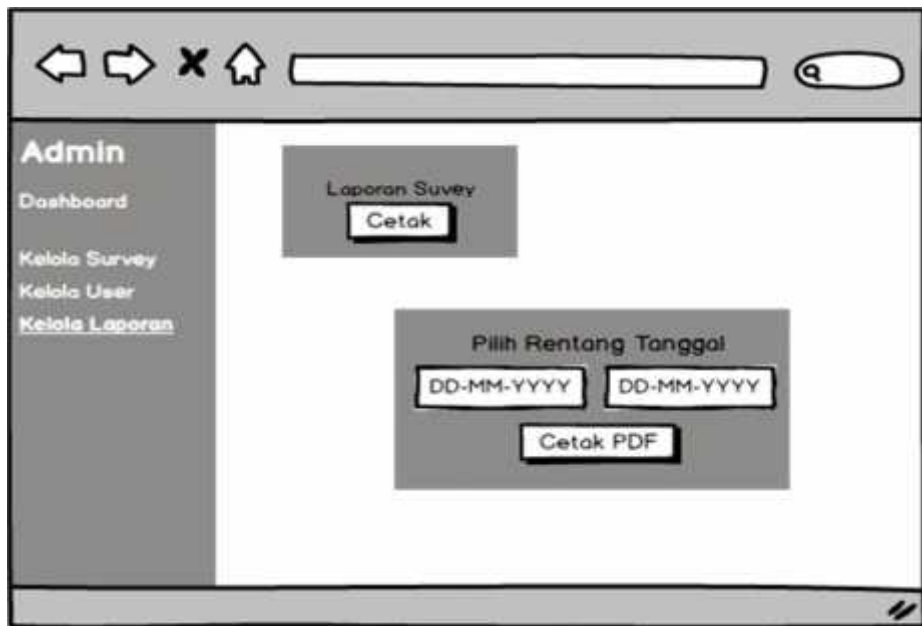 Admin
Dashboard
Kelola Survey
Kelola User
Kelola Laporan
Laporan Suvey
Cetak
Pilih Rentang Tanggal
DD-MM-YYYY DD-MM-YYYY
Cetak PDF